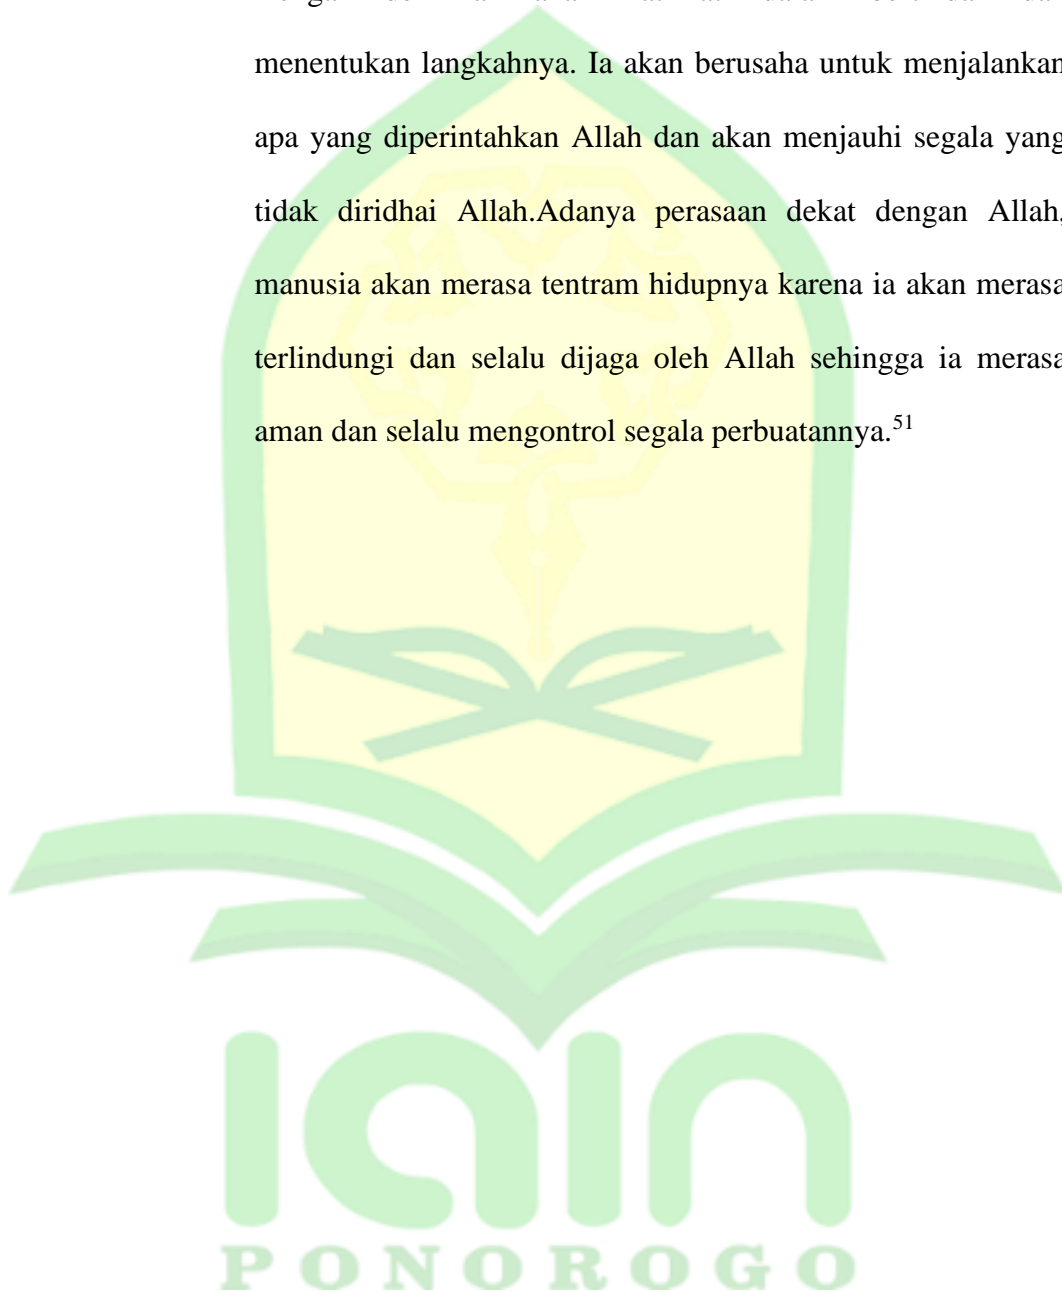 menentukan langkahnya. Ia akan berusaha untuk menjalankan
apa yang diperintahkan Allah dan akan menjauhi segala yang
tidak diridhai Allah.Adanya perasaan dekat dengan Allah,
manusia akan merasa tentram hidupnya karena ia akan merasa
terlindungi dan selalu dijaga oleh Allah sehingga ia merasa
aman dan selalu mengontrol segala perbuatannya.51
iain
PONOROGO